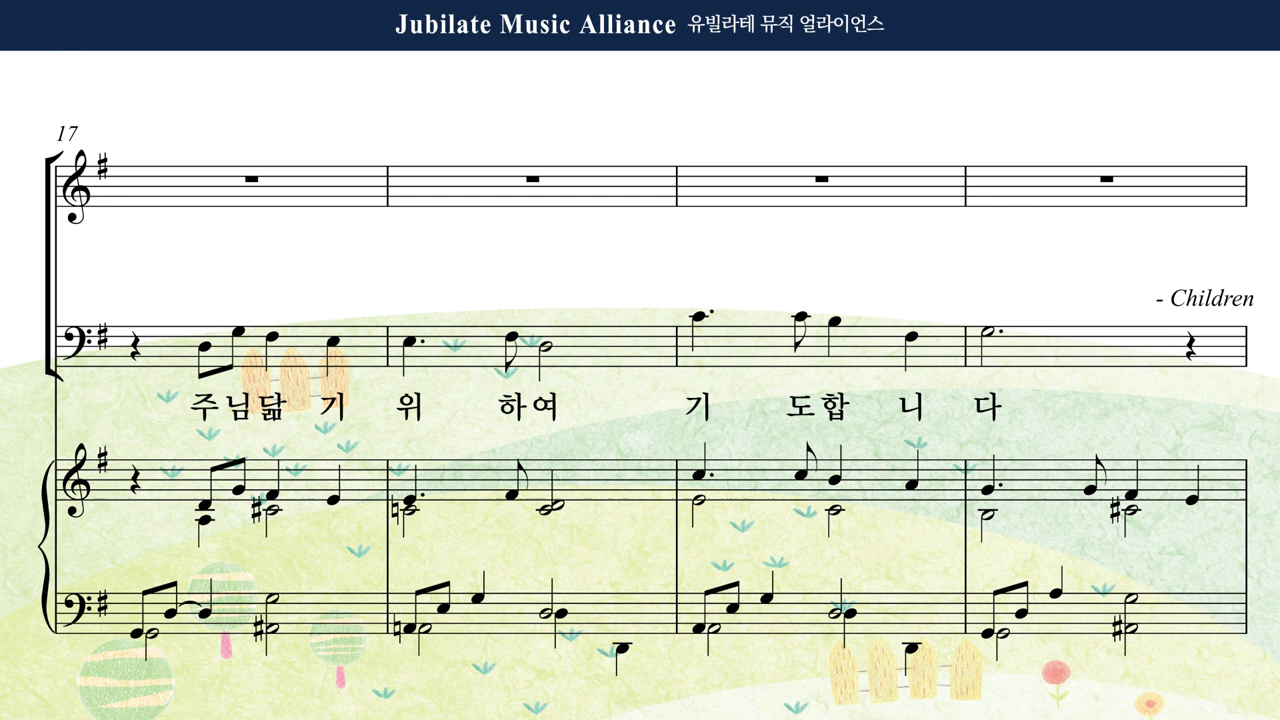 Jubilate Music Alliance 유빌라테 뮤직 얼라이언스
17
- Children
주님닮 기 위 하여 기 도합 니 다